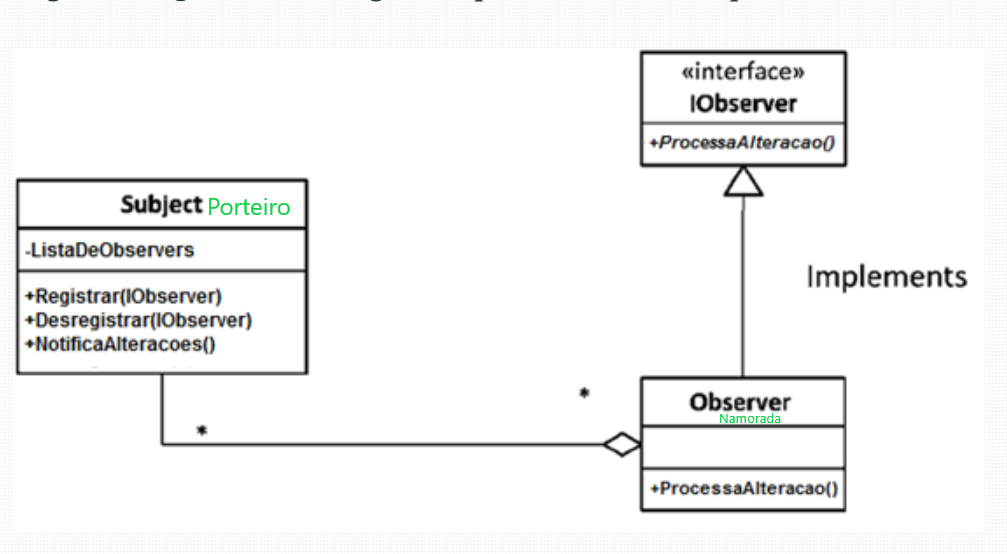 «interface»
IObserver
+ProcessaAlteracao()
Subject Porteiro
-ListaDeObservers
+Registrar(IObserver)
+Desregistrar(IObserver)
+NotificaAlteracoes()
Implements
*
*
Observer
Namorada
+ProcessaAlteracao()